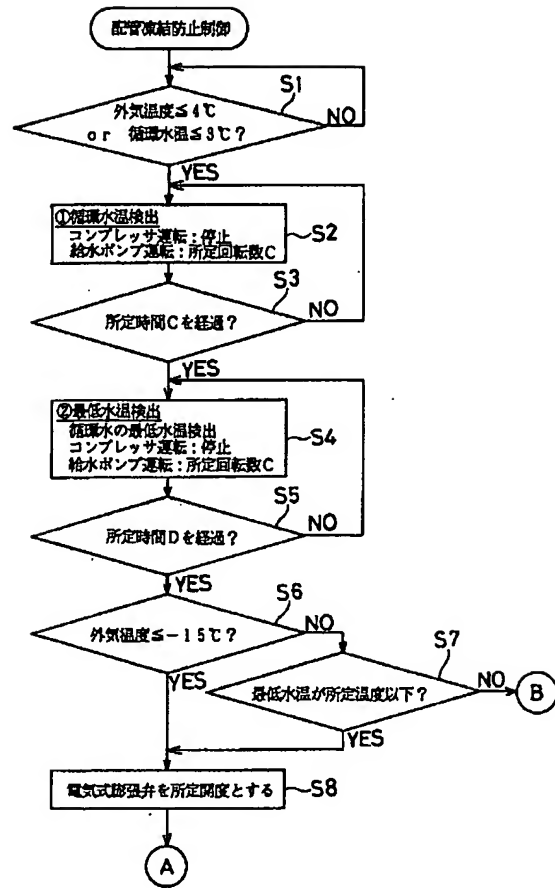 配管凍結防止制御
S1
外気温度≦4℃
or 循環水温≦3℃?
NO
YES
①循環水温検出
コンプレッサ運転:停止
給水ポンプ運転:所定回転数C
S2
S3
所定時間Cを経過?
NO
YES
②最低水温検出
循環水の最低水温検出
コンプレッサ運転:停止
給水ポンプ運転:所定回転数C
S4
S5
所定時間Dを経過?
NO
YES
S6
外気温度≦-15℃?
NO
S7
YES
最低水温が所定温度以下?
NO
B
YES
電気式膨張弁を所定開度とする
S8
A